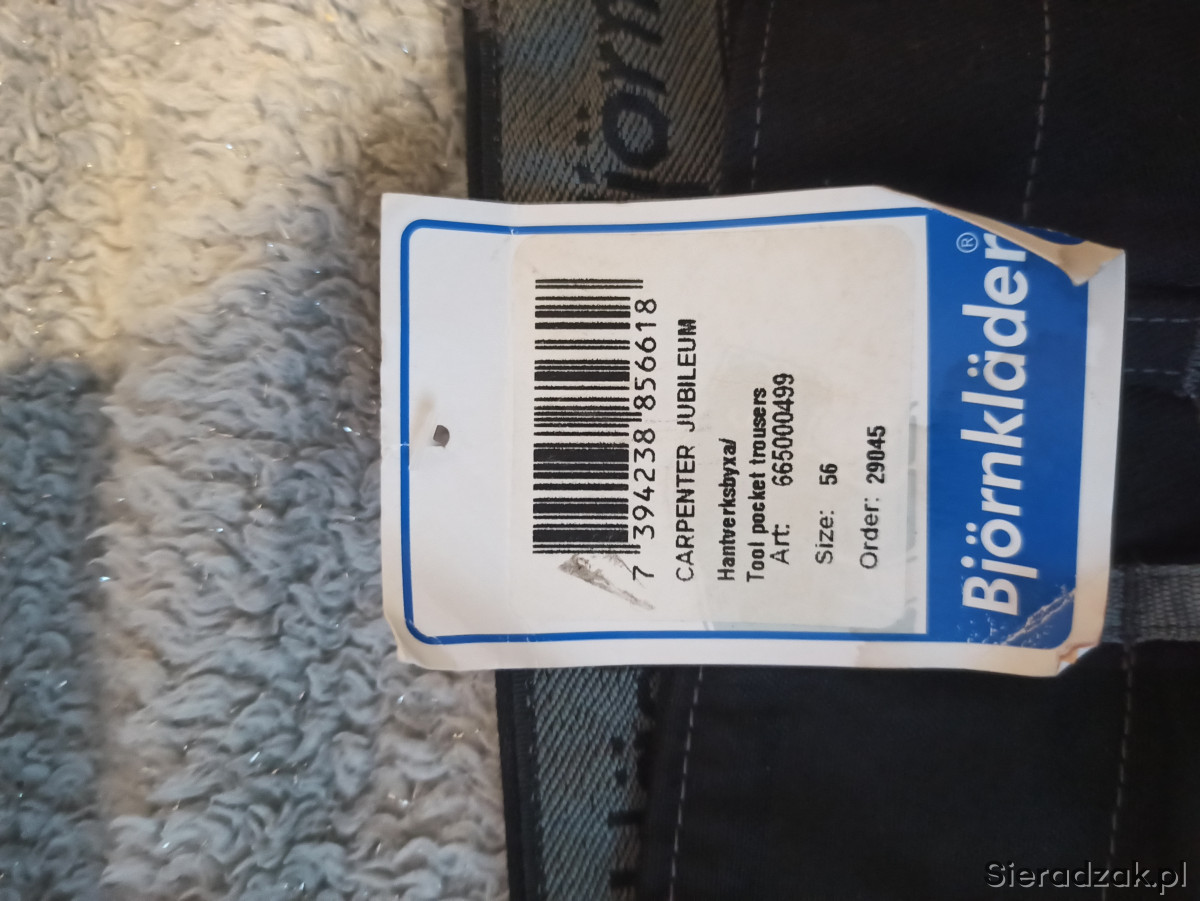 Björnkläder®
7 394238 856618
CARPENTER JUBILEUM
Hantverksbyxa/
Tool pocket trousers
Art: 665000499
Size: 56
Order: 29045
Sieradzak.pl